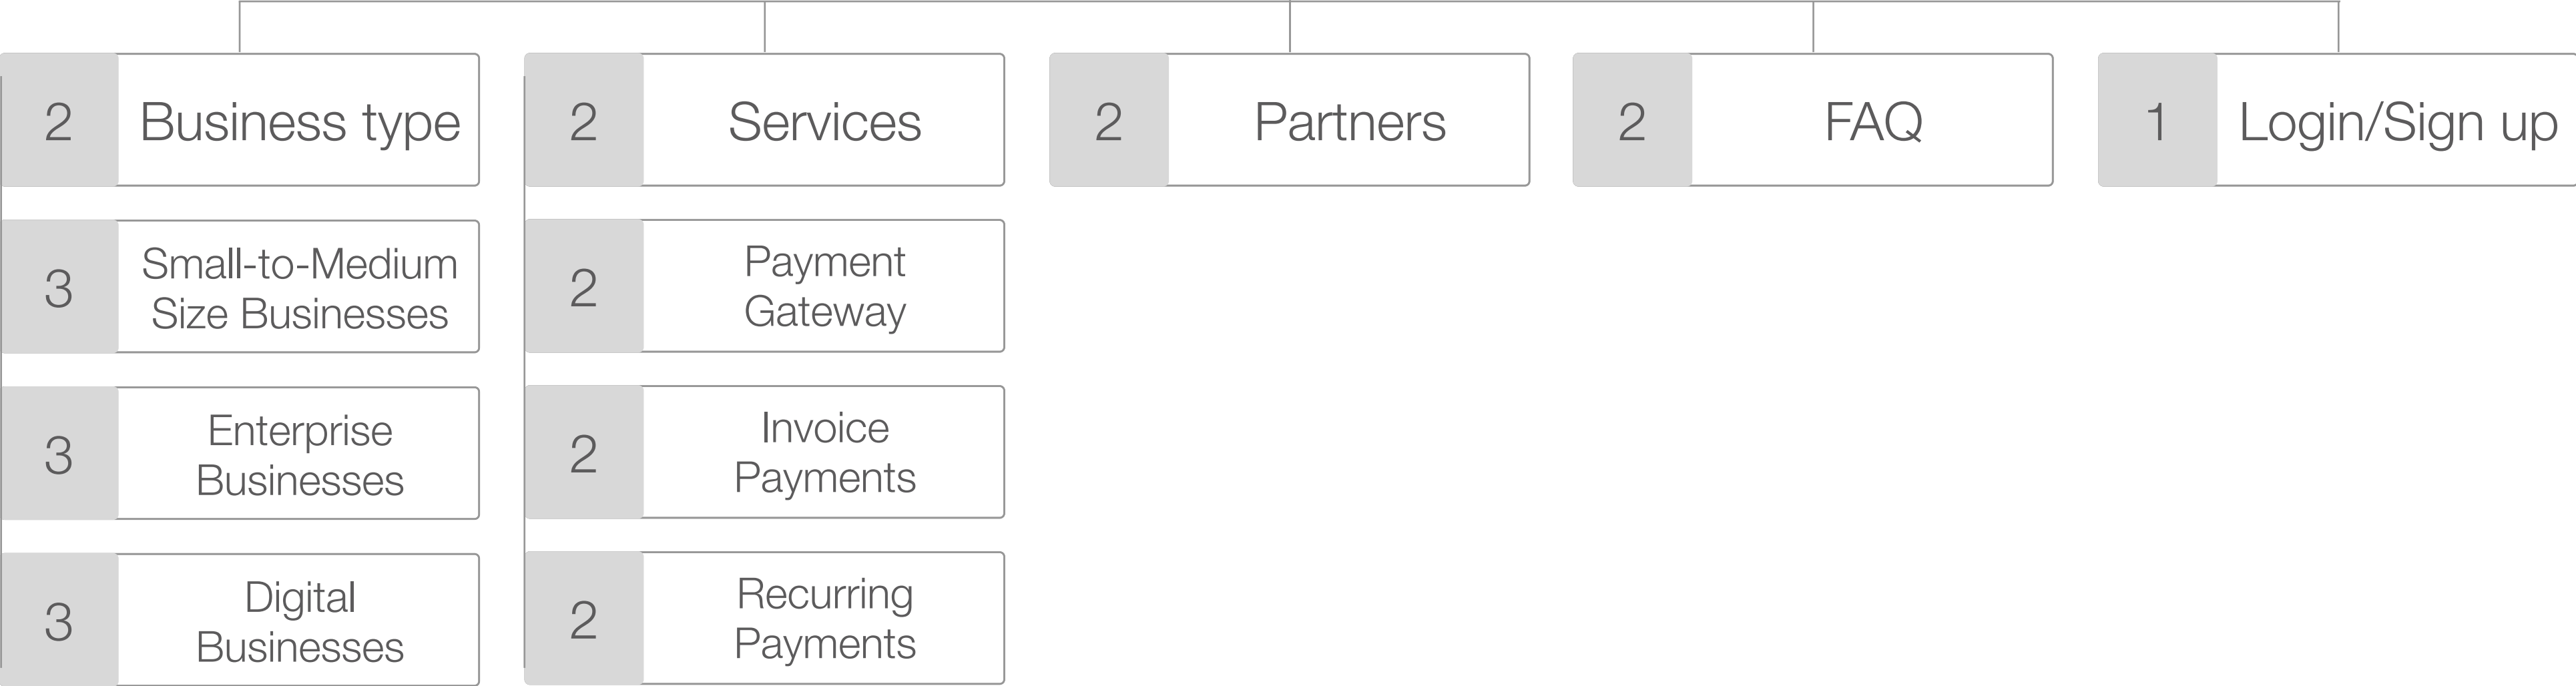 2
Business type
2
Services
2
Partners
2
FAQ
1
Login/Sign up
3
Small-to-Medium
Size Businesses
2
Payment
Gateway
3
Enterprise
Businesses
2
Invoice
Payments
3
Digital
Businesses
2
Recurring
Payments